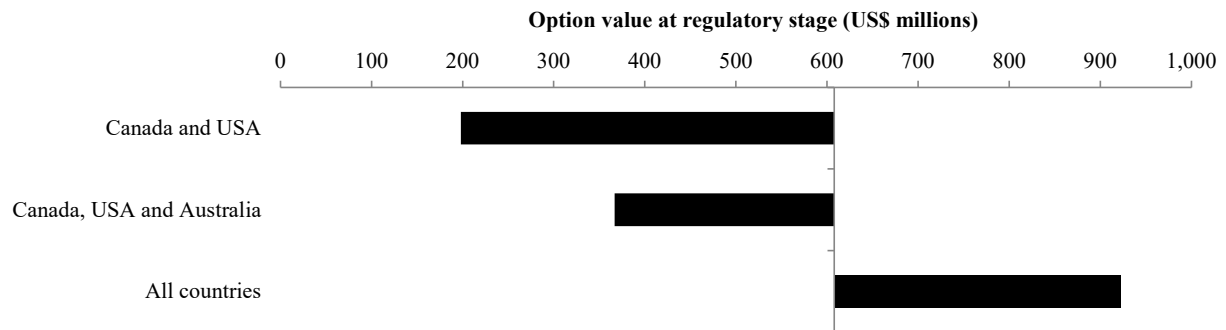 Option value at regulatory stage (US$ millions)
0 100 200 300 400 500 600 700 800 900 1,000
Canada and USA
Canada, USA and Australia
All countries